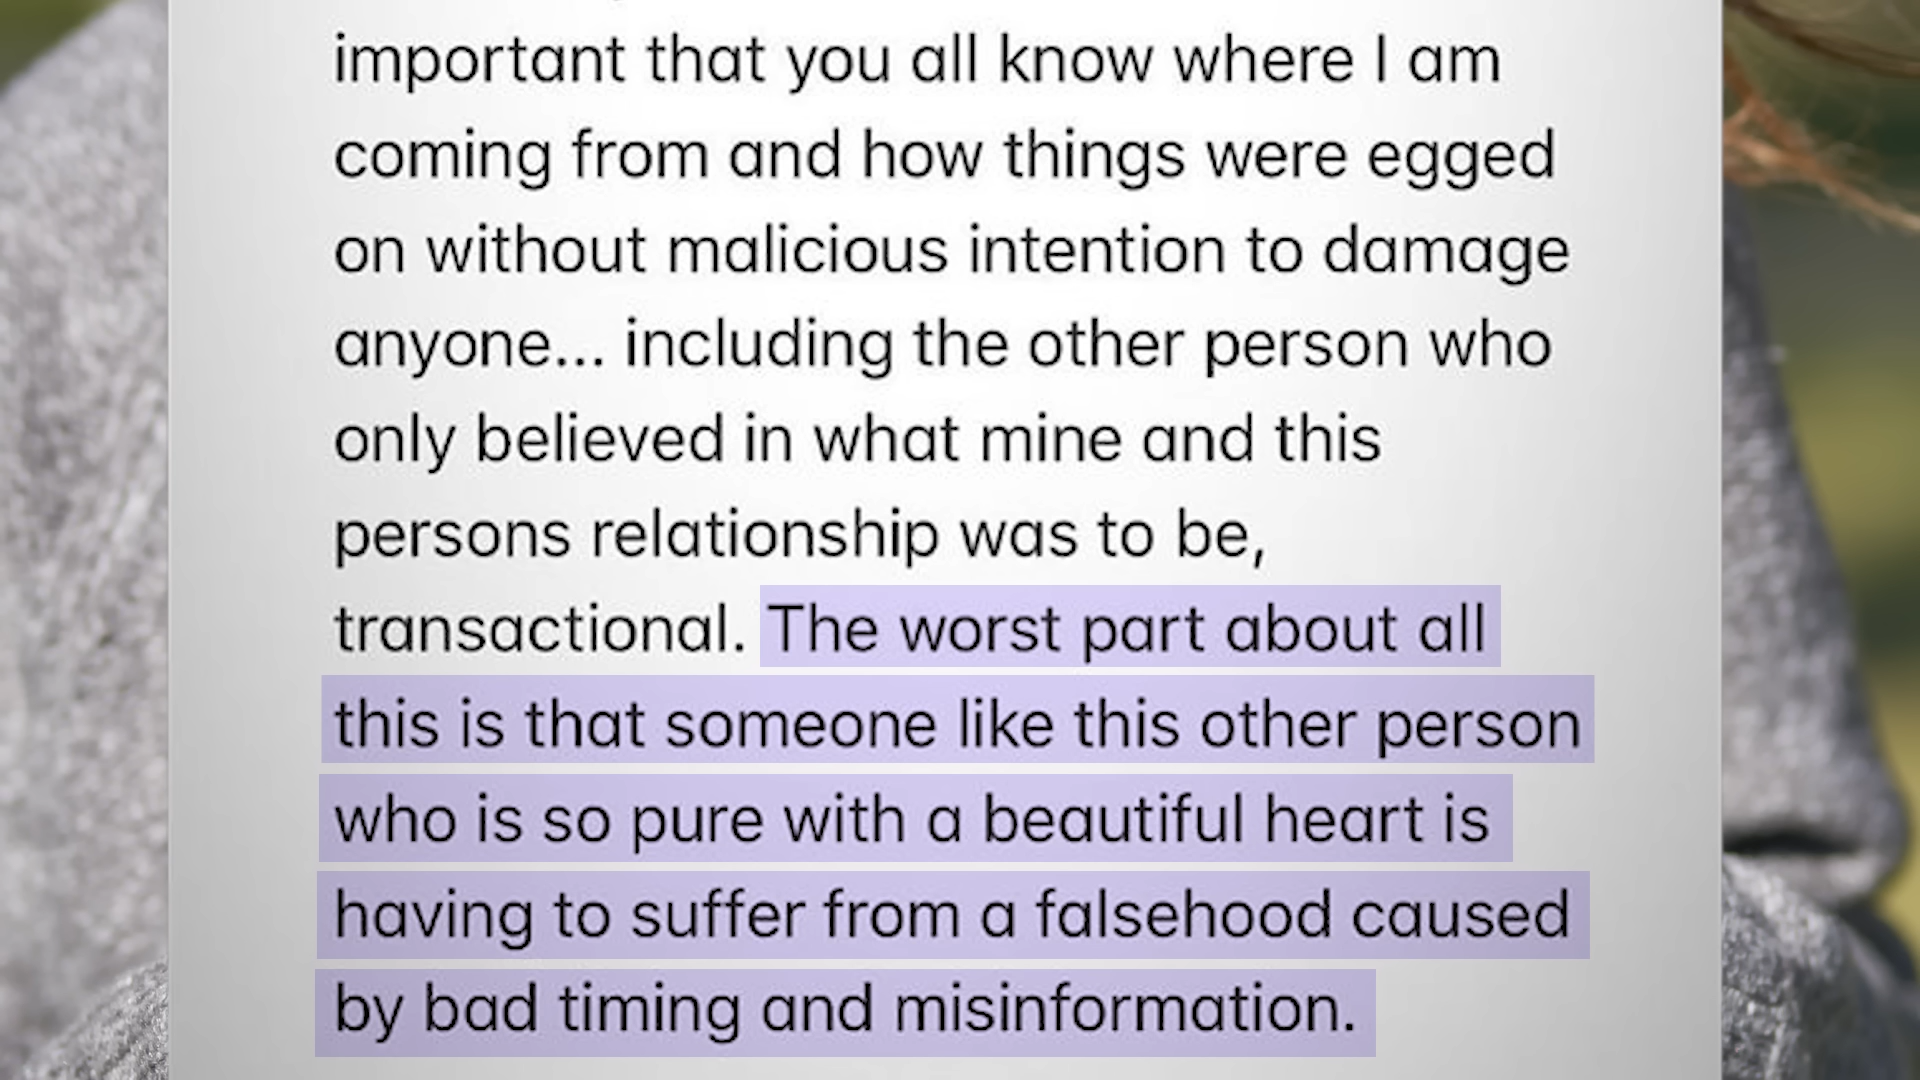 important that you all know where I am
coming from and how things were egged
on without malicious intention to damage
anyone... including the other person who
only believed in what mine and this
persons relationship was to be,
transactional. The worst part about all
this is that someone like this other person
who is so pure with a beautiful heart is
having to suffer from a falsehood caused
by bad timing and misinformation.